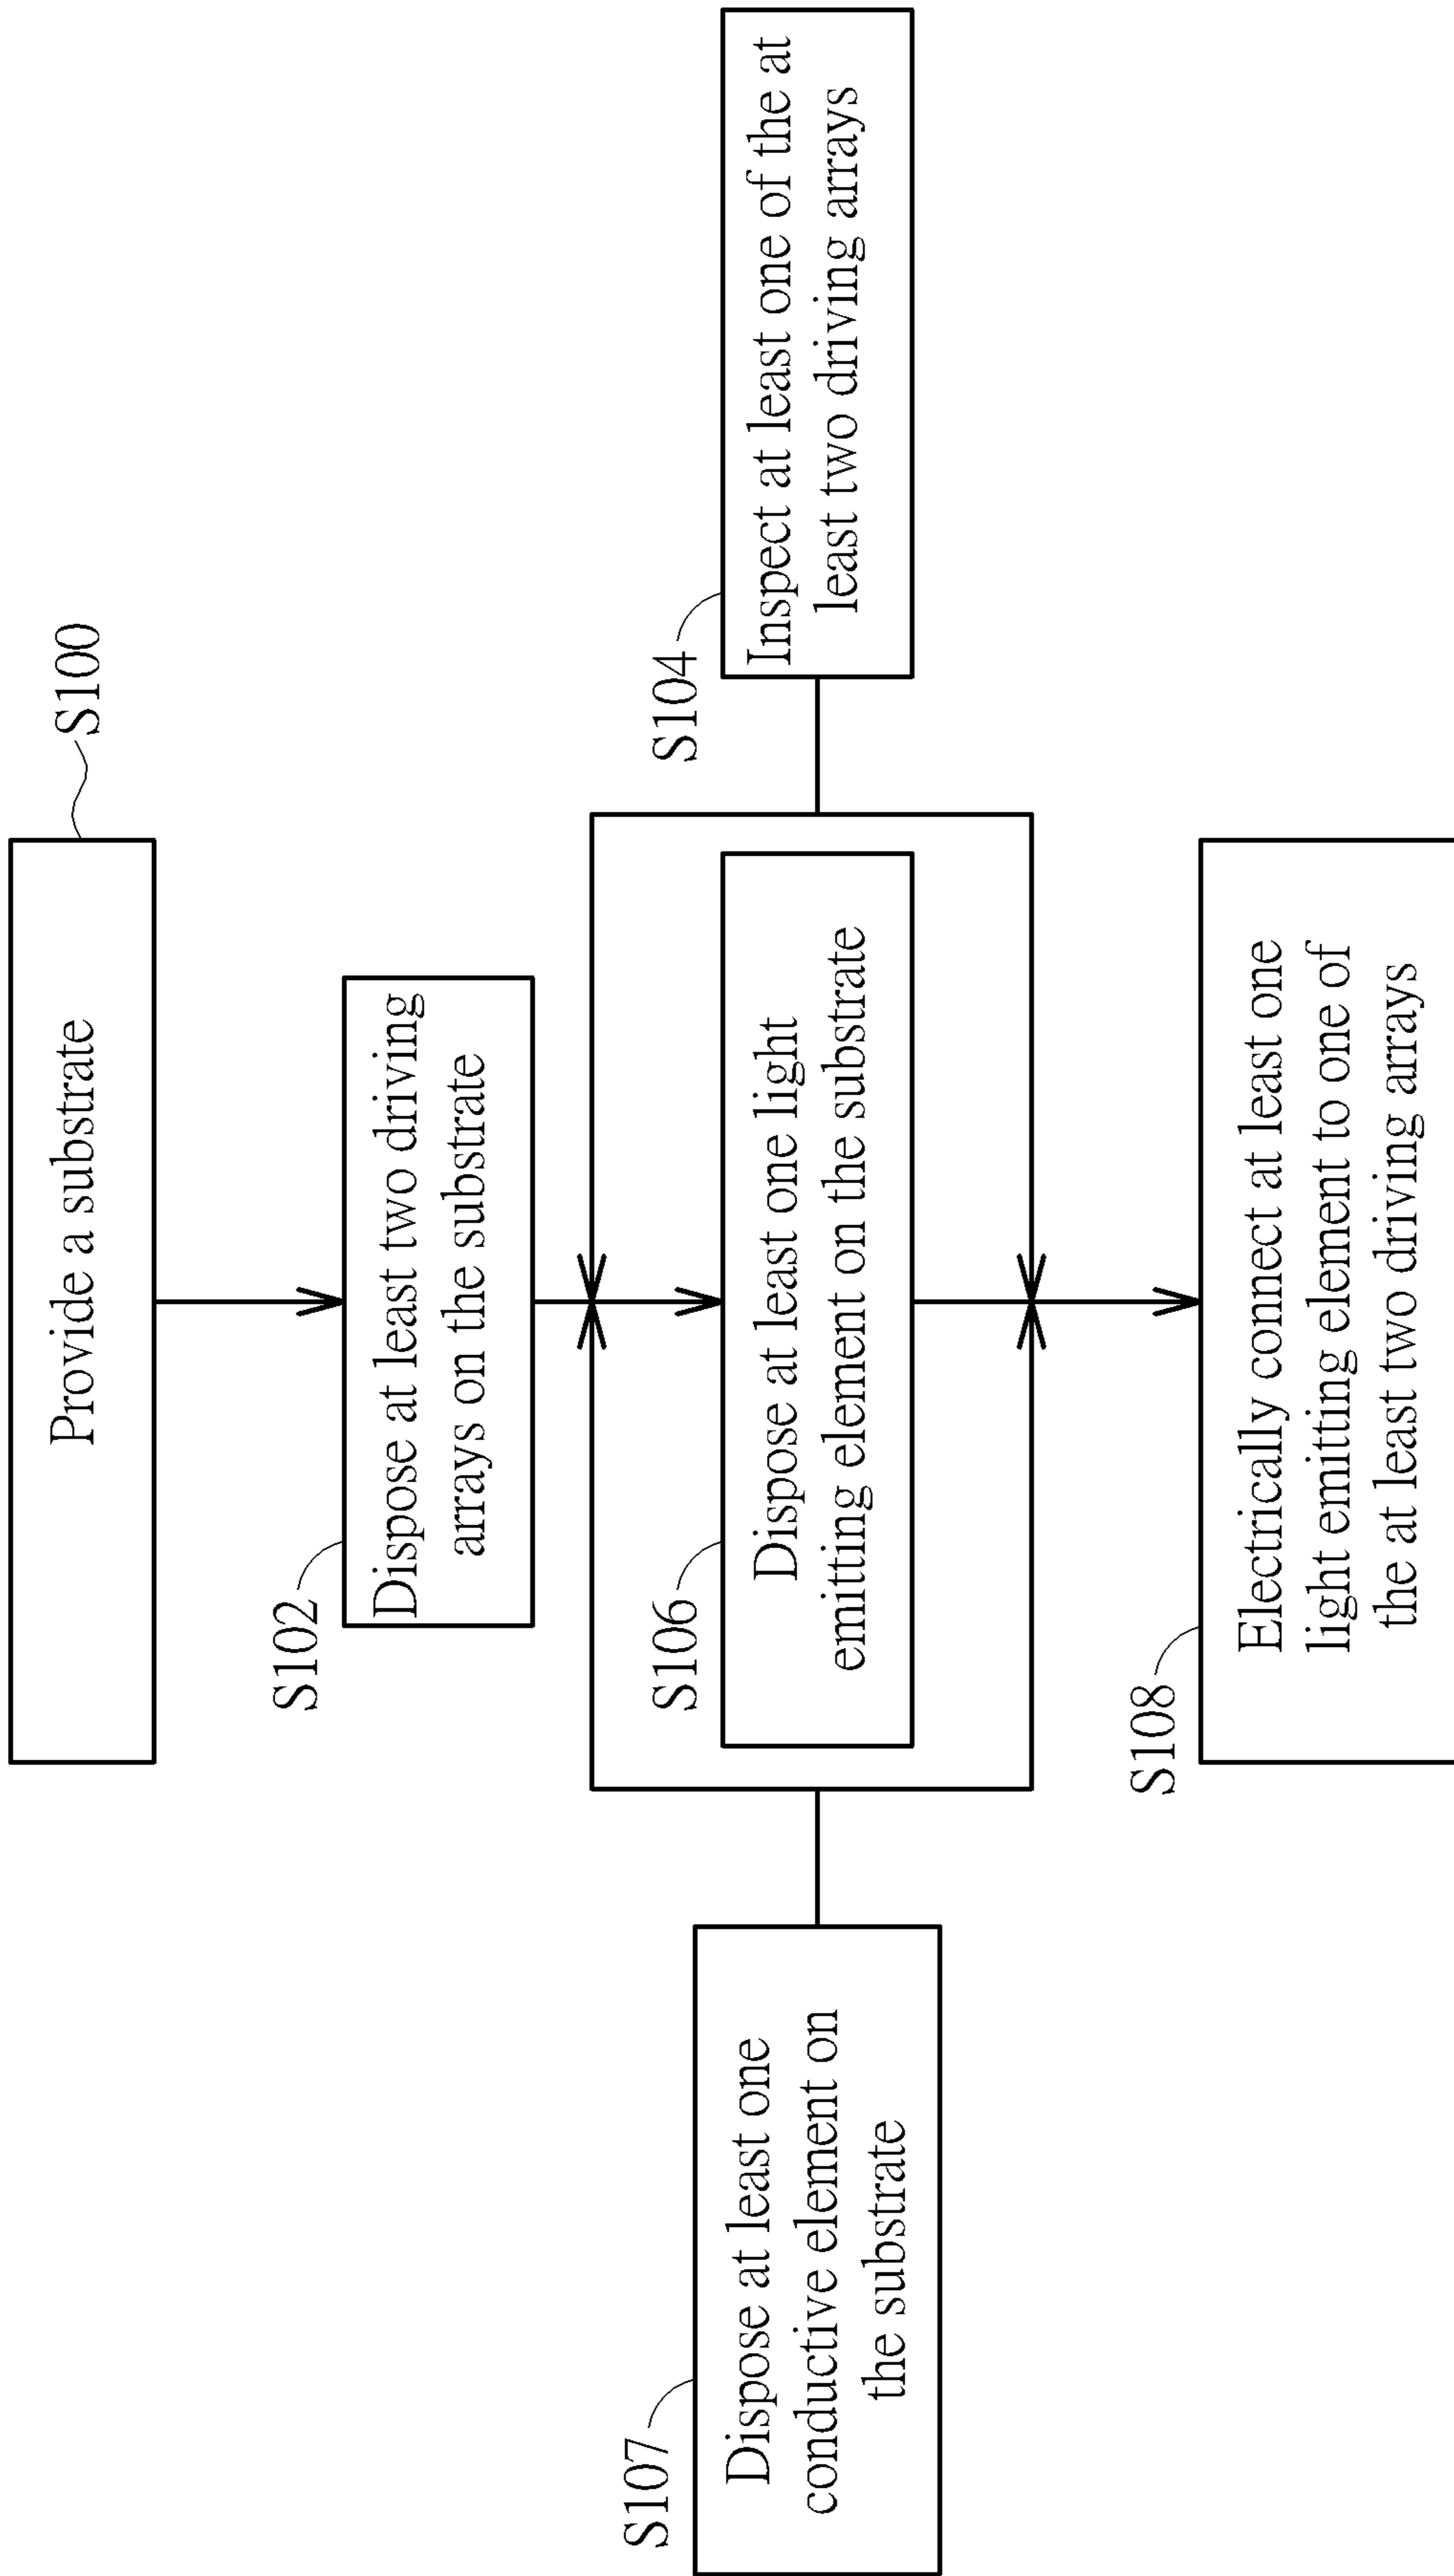 Provide a substrate
S100
S102
Dispose at least two driving
arrays on the substrate
S107
Dispose at least one
conductive element on
the substrate
S106
Dispose at least one light
emitting element on the substrate
S104
Inspect at least one of the at
least two driving arrays
S108
Electrically connect at least one
light emitting element to one of
the at least two driving arrays